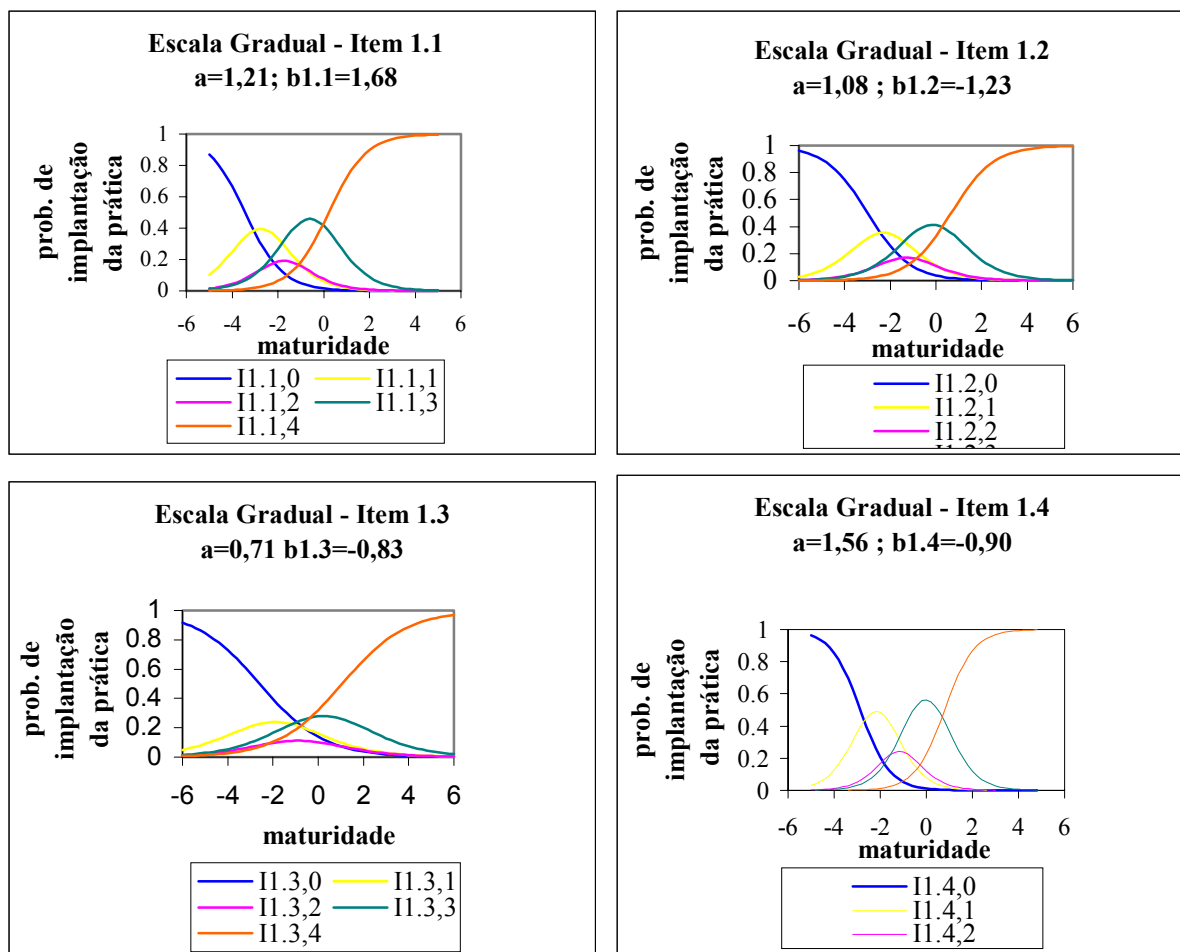 Escala Gradual - Item 1.1
a=1,21; b1.1=1,68
prob. de
implantação
da prática
1
0.8
0.6
0.4
0.2
0
-6 -4 -2 0 2 4 6
maturidade
I1.1,0 I1.1,1
I1.1,2 I1.1,3
I1.1,4
Escala Gradual - Item 1.2
a=1,08 ; b1.2=-1,23
prob. de
implantação
da prática
1
0.8
0.6
0.4
0.2
0
-6 -4 -2 0 2 4 6
maturidade
I1.2,0
I1.2,1
I1.2,2
Escala Gradual - Item 1.3
a=0,71 b1.3=-0,83
prob. de
implantação
da prática
1
0.8
0.6
0.4
0.2
0
-6 -4 -2 0 2 4 6
maturidade
I1.3,0 I1.3,1
I1.3,2 I1.3,3
I1.3,4
Escala Gradual - Item 1.4
a=1,56 ; b1.4=-0,90
prob. de
implantação
da prática
1
0.8
0.6
0.4
0.2
0
-6 -4 -2 0 2 4 6
maturidade
I1.4,0
I1.4,1
I1.4,2